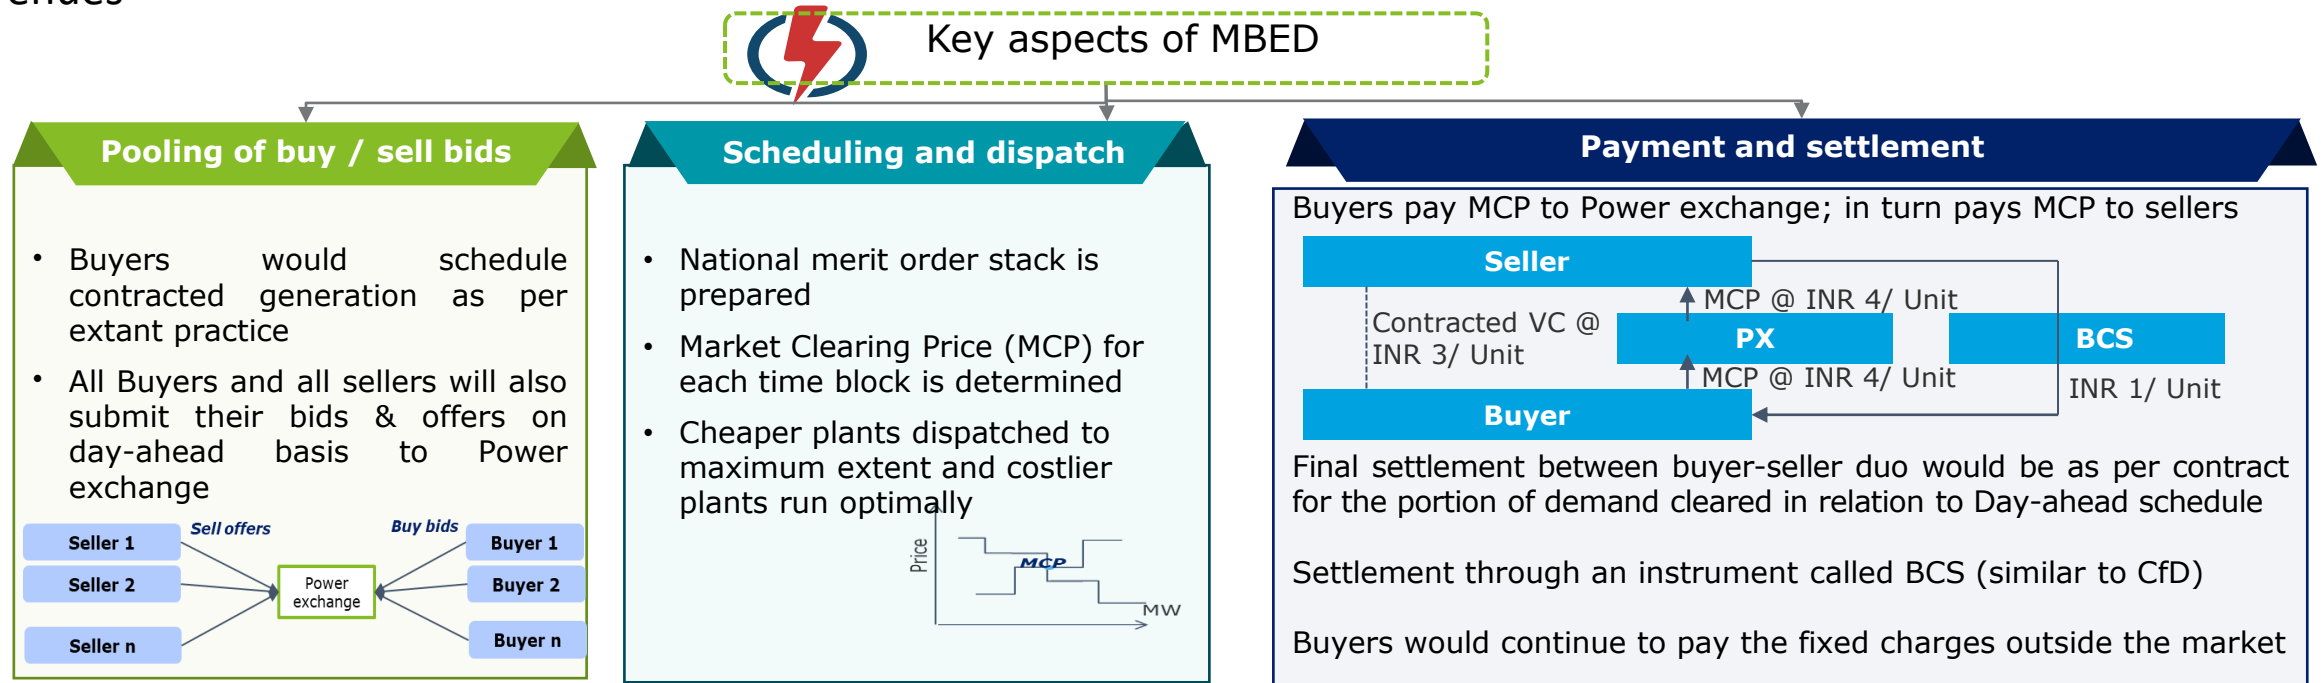 enues
Key aspects of MBED
Pooling of buy / sell bids
• Buyers would schedule
contracted generation as per
extant practice
• All Buyers and all sellers will also
submit their bids & offers on
day-ahead basis to Power
exchange
Sell offers
Buy bids
Seller 1
Seller 2
Seller n
Power
exchange
Buyer 1
Buyer 2
Buyer n
Scheduling and dispatch
• National merit order stack is
prepared
• Market Clearing Price (MCP) for
each time block is determined
• Cheaper plants dispatched to
maximum extent and costlier
plants run optimally
Price
MCP
MW
Payment and settlement
Buyers pay MCP to Power exchange; in turn pays MCP to sellers
Seller
MCP @ INR 4/ Unit
Contracted VC @
INR 3/ Unit
PX
BCS
MCP @ INR 4/ Unit
INR 1/ Unit
Buyer
Final settlement between buyer-seller duo would be as per contract
for the portion of demand cleared in relation to Day-ahead schedule
Settlement through an instrument called BCS (similar to CfD)
Buyers would continue to pay the fixed charges outside the market